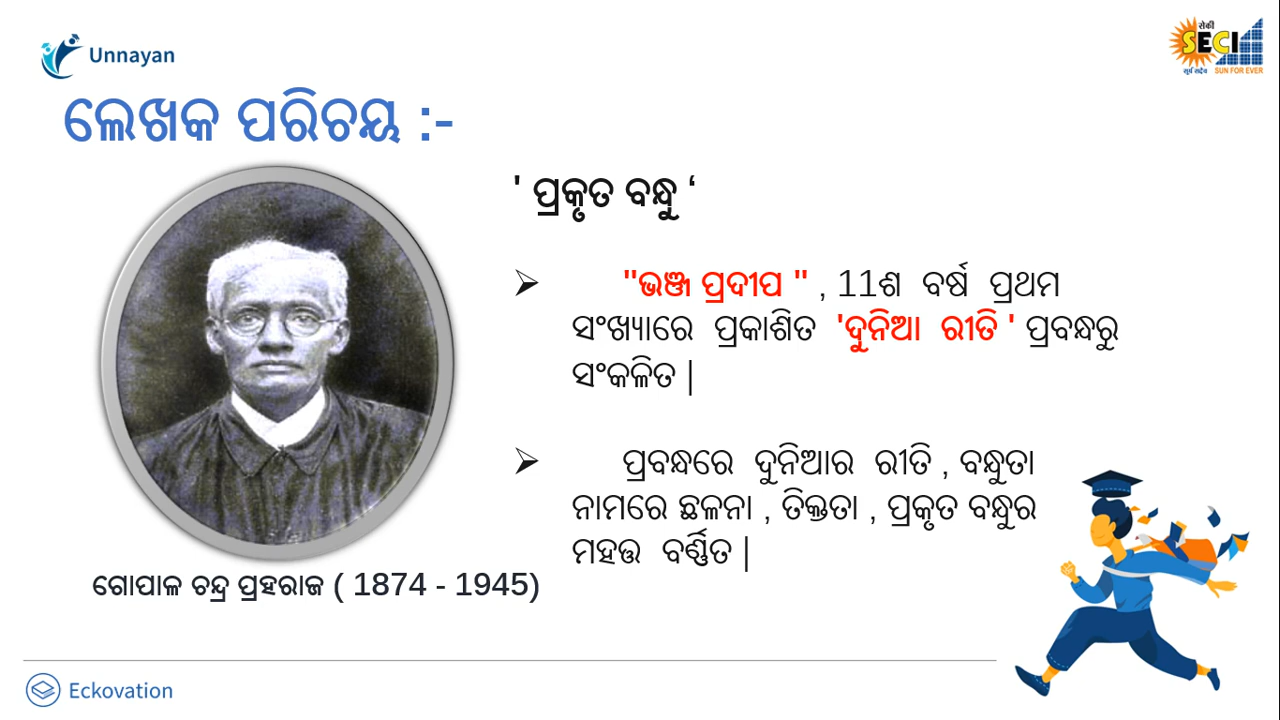 Unnayan
सेकी
SECI
सूर्य सदैव SUN FOR EVER
ଲେଖକ ପରିଚୟ :-
' ପ୍ରକୃତ ବନ୍ଧୁ ‘
"ଭଞ୍ଜ ପ୍ରଦୀପ " , 11ଶ ବର୍ଷ ପ୍ରଥମ
ସଂଖ୍ୟାରେ ପ୍ରକାଶିତ 'ଦୁନିଆ ରୀତି ' ପ୍ରବନ୍ଧରୁ
ସଂକଳିତ |
ପ୍ରବନ୍ଧରେ ଦୁନିଆର ରୀତି , ବନ୍ଧୁତା
ନାମରେ ଛଳନା , ତିକ୍ତତା , ପ୍ରକୃତ ବନ୍ଧୁର
ମହତ୍ତ ବର୍ଣ୍ଣିତ |
ଗୋପାଳ ଚନ୍ଦ୍ର ପ୍ରହରାଜ ( 1874 - 1945)
Eckovation